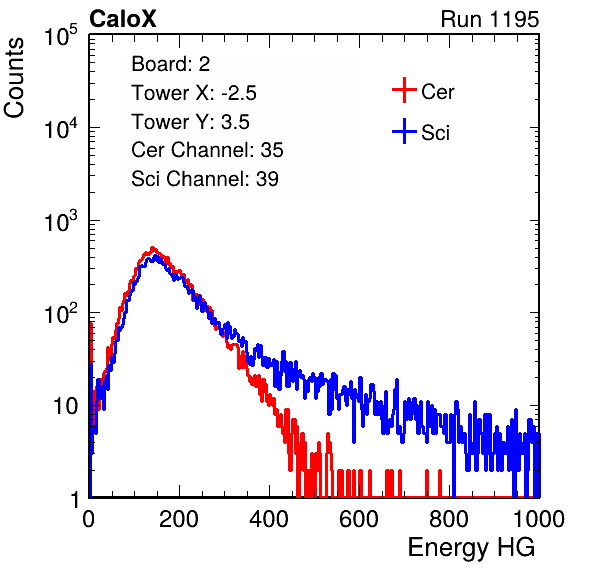 CaloX Run 1195
Counts
Board: 2
Tower X: -2.5
Tower Y: 3.5
Cer Channel: 35
Sci Channel: 39
Cer
Sci
10^5
10^4
10^3
10^2
10
1
0 200 400 600 800 1000
Energy HG